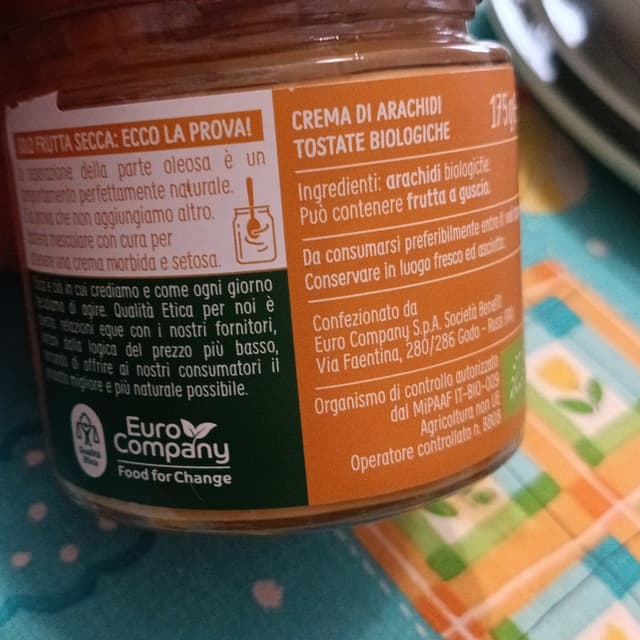 FRUTTA SECCA: ECCO LA PROVA!
separazione della parte oleosa è un
comportamento perfettamente naturale.
prova che non aggiungiamo altro.
mescolare con cura per
una crema morbida e setosa.
è ciò in cui crediamo e come ogni giorno
di agire. Qualità Etica per noi è
relazioni eque con i nostri fornitori,
dalla logica del prezzo più basso,
di offrire ai nostri consumatori il
migliore e più naturale possibile.
Qualità
Etica
Euro
Company
Food for Change
CREMA DI ARACHIDI
TOSTATE BIOLOGICHE
175g
Ingredienti: arachidi biologiche.
Può contenere frutta a guscio.
Da consumarsi preferibilmente entro il
Conservare in luogo fresco ed asciutto.
Confezionato da
Euro Company S.p.A. Società Benefit
Via Faentina, 280/286 Godo - Russi
Organismo di controllo autorizzato
dal MiPAAF IT-BIO-009
Agricoltura non UE
Operatore controllato n. BB08